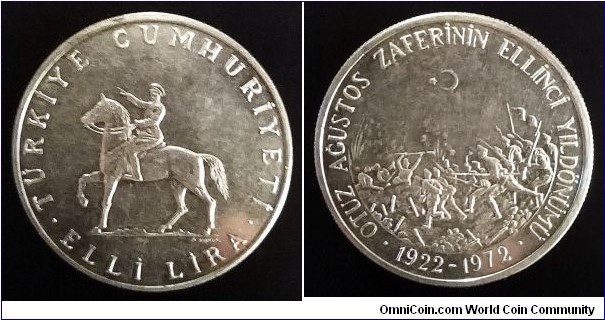 TÜRKİYE CUMHURİYETİ
· ELLİ LİRA ·
OTUZ AĞUSTOS ZAFERİNİN ELLİNCİ YILDÖNÜMÜ
· 1922-1972 ·
OmniCoin.com World Coin Community